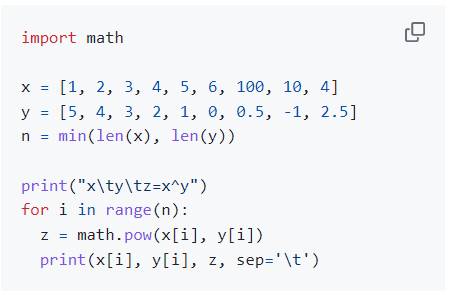 import math
x = [1, 2, 3, 4, 5, 6, 100, 10, 4]
y = [5, 4, 3, 2, 1, 0, 0.5, -1, 2.5]
n = min(len(x), len(y))
print("x\ty\tz=x^y")
for i in range(n):
  z = math.pow(x[i], y[i])
  print(x[i], y[i], z, sep='\t')